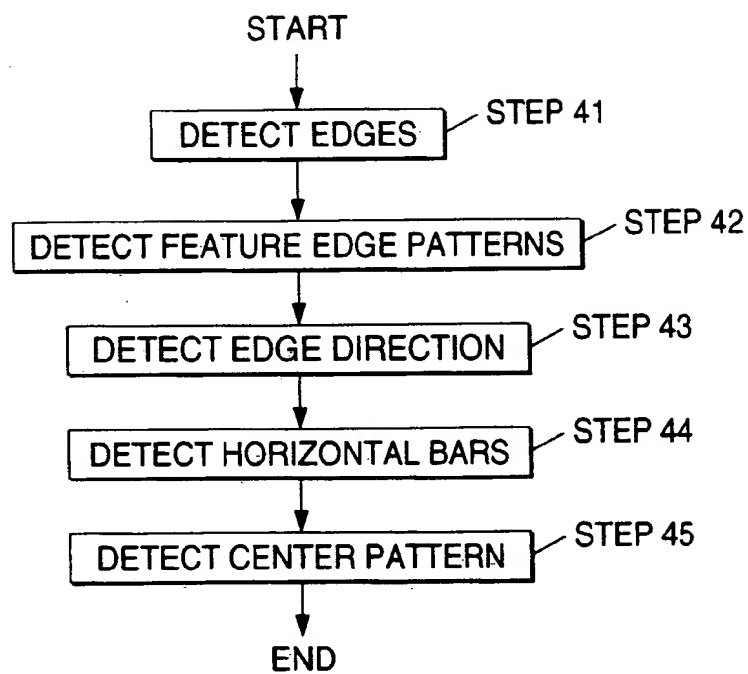 START
DETECT EDGES
STEP 41
DETECT FEATURE EDGE PATTERNS
STEP 42
DETECT EDGE DIRECTION
STEP 43
DETECT HORIZONTAL BARS
STEP 44
DETECT CENTER PATTERN
STEP 45
END